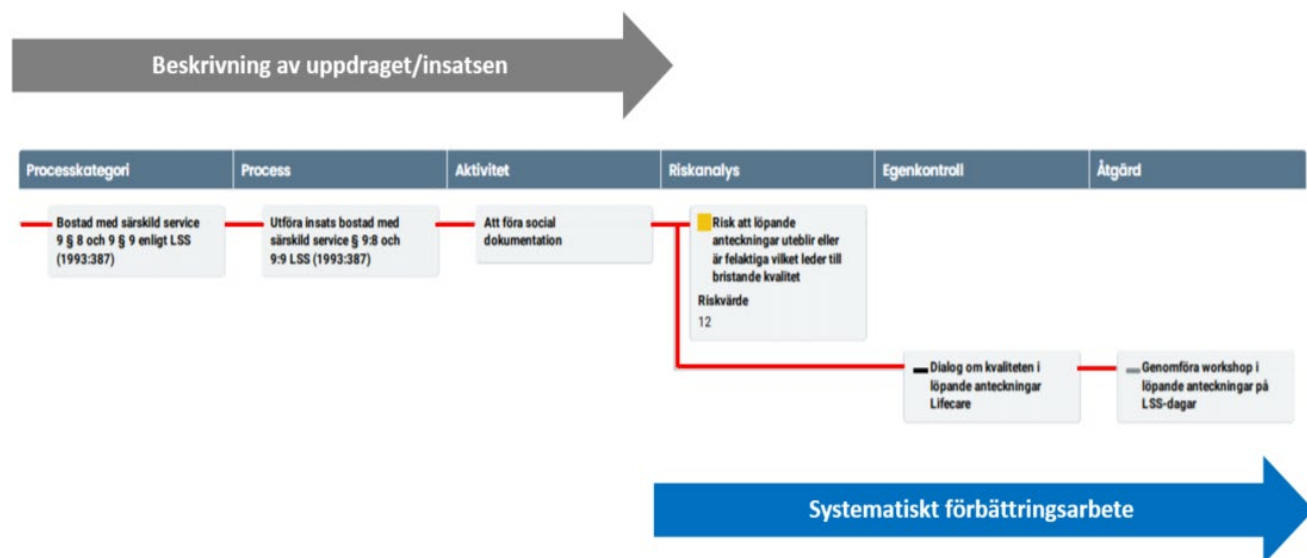 Beskrivning av uppdraget/insatsen
Processkategori
Process
Aktivitet
Riskanalys
Egenkontroll
Åtgärd
Bostad med särskild service
9 § 8 och 9 § 9 enligt LSS
(1993:387)
Utföra insats bostad med
särskild service § 9:8 och
9:9 LSS (1993:387)
Att föra social
dokumentation
Risk att löpande
anteckningar uteblir eller
är felaktiga vilket leder till
bristande kvalitet
Riskvärde
12
Dialog om kvaliteten i
löpande anteckningar
Lifecare
Genomföra workshop i
löpande anteckningar på
LSS-dagar
Systematiskt förbättringsarbete